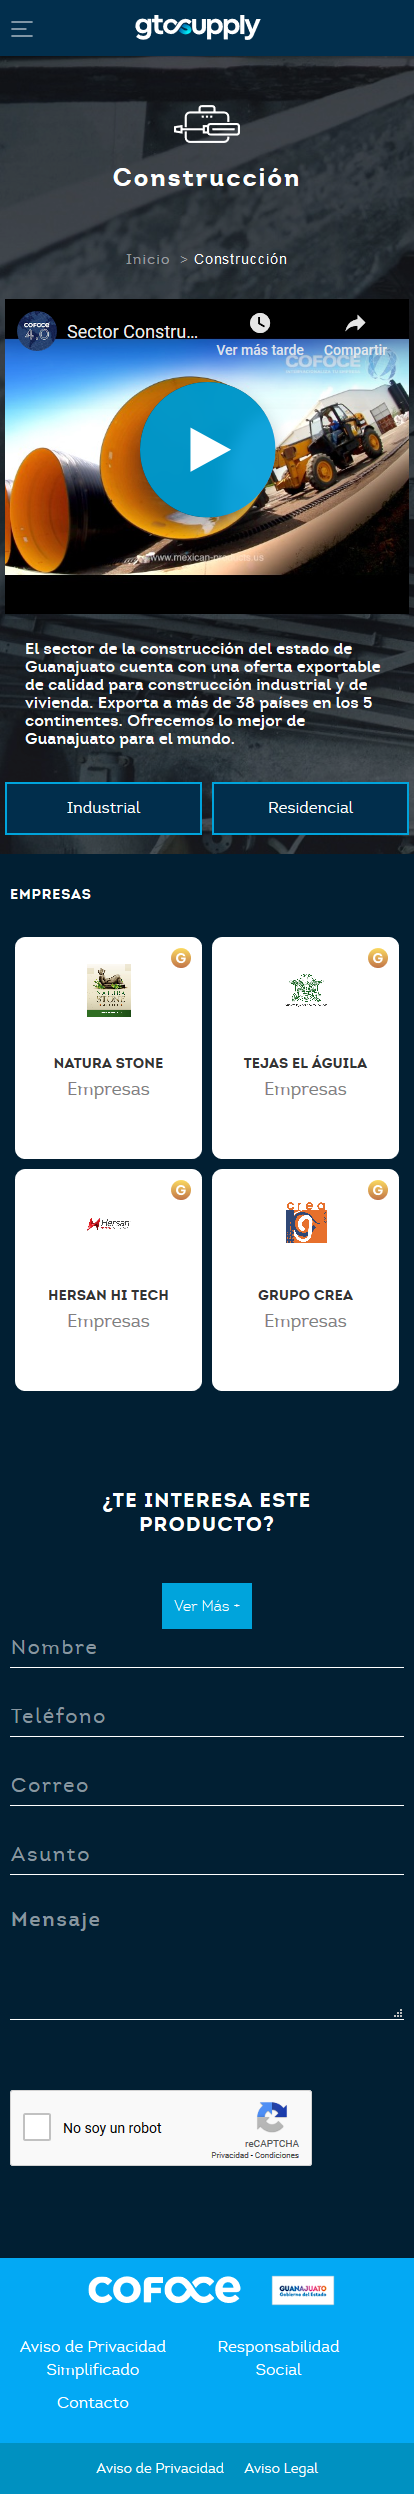 gtosupply
Construcción
Inicio > Construcción
COFOCE
4.0
Sector Constru...
Ver más tarde
Compartir
COFOCE
www.mexican-products.us
El sector de la construcción del estado de
Guanajuato cuenta con una oferta exportable
de calidad para construcción industrial y de
vivienda. Exporta a más de 38 países en los 5
continentes. Ofrecemos lo mejor de
Guanajuato para el mundo.
Industrial
Residencial
EMPRESAS
G
NATURA
STONE
NATURA STONE
Empresas
G
TEJAS EL ÁGUILA
Empresas
G
Hersan
HERSAN HI TECH
Empresas
G
crea
GRUPO CREA
Empresas
¿TE INTERESA ESTE
PRODUCTO?
Ver Más +
Nombre
Teléfono
Correo
Asunto
Mensaje
No soy un robot
reCAPTCHA
Privacidad - Condiciones
COFOCE
GUANAJUATO
Gobierno del Estado
Aviso de Privacidad
Simplificado
Responsabilidad
Social
Contacto
Aviso de Privacidad
Aviso Legal